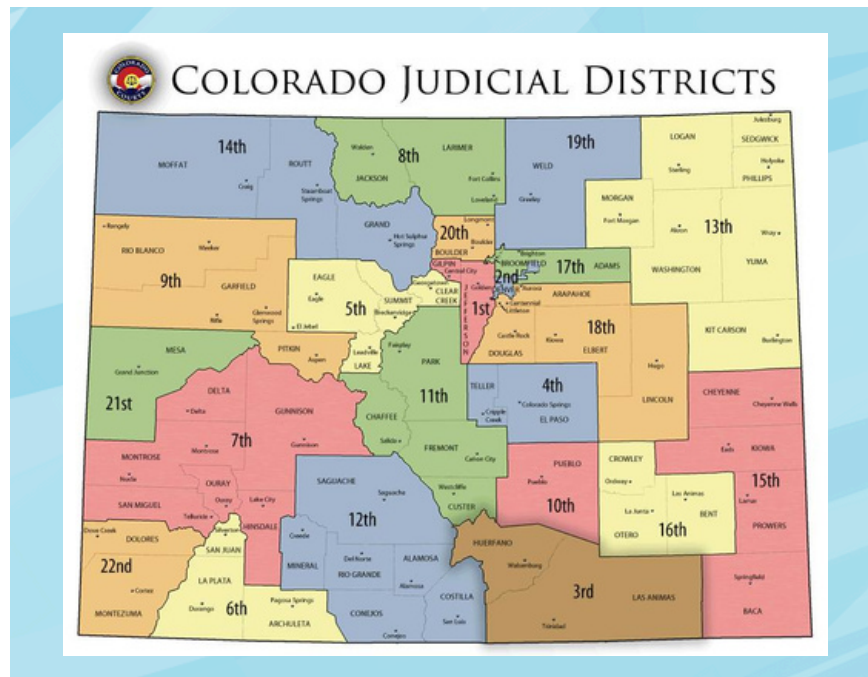 COLORADO JUDICIAL DISTRICTS
14th
MOFFAT
Craig
ROUTT
Steamboat
Springs
GRAND
Hot Sulphur
Springs
8th
Walden
JACKSON
LARIMER
Fort Collins
Loveland
19th
WELD
Greeley
LOGAN
Sterling
Julesburg
SEDGWICK
Holyoke
PHILLIPS
MORGAN
Fort Morgan
13th
Akron
WASHINGTON
Wray
YUMA
KIT CARSON
Burlington
Rangely
RIO BLANCO
Meeker
9th
GARFIELD
Rifle
Glenwood
Springs
PITKIN
Aspen
EAGLE
Eagle
El Jebel
5th
SUMMIT
Breckenridge
Georgetown
CLEAR
CREEK
Leadville
LAKE
20th
Longmont
Boulder
BOULDER
GILPIN
Central City
Golden
1st
JEFFERSON
2nd
DENVER
BROOMFIELD
Brighton
17th
ADAMS
Aurora
Centennial
Littleton
ARAPAHOE
18th
Castle Rock
Kiowa
DOUGLAS
ELBERT
Hugo
LINCOLN
MESA
Grand Junction
21st
DELTA
Delta
GUNNISON
Gunnison
7th
MONTROSE
Montrose
Nucla
OURAY
Ouray
SAN MIGUEL
Telluride
Lake City
HINSDALE
Fairplay
PARK
11th
CHAFFEE
Salida
FREMONT
Cañon City
Westcliffe
CUSTER
TELLER
Cripple
Creek
4th
Colorado Springs
EL PASO
CHEYENNE
Cheyenne Wells
Eads
KIOWA
15th
Lamar
PROWERS
Springfield
BACA
PUEBLO
Pueblo
10th
CROWLEY
Ordway
La Junta
Las Animas
BENT
OTERO
16th
SAGUACHE
Saguache
12th
Creede
MINERAL
Del Norte
RIO GRANDE
ALAMOSA
Alamosa
CONEJOS
Conejos
COSTILLA
San Luis
HUERFANO
Walsenburg
3rd
LAS ANIMAS
Trinidad
Dove Creek
DOLORES
22nd
Cortez
MONTEZUMA
Silverton
SAN JUAN
LA PLATA
Durango
6th
Pagosa Springs
ARCHULETA